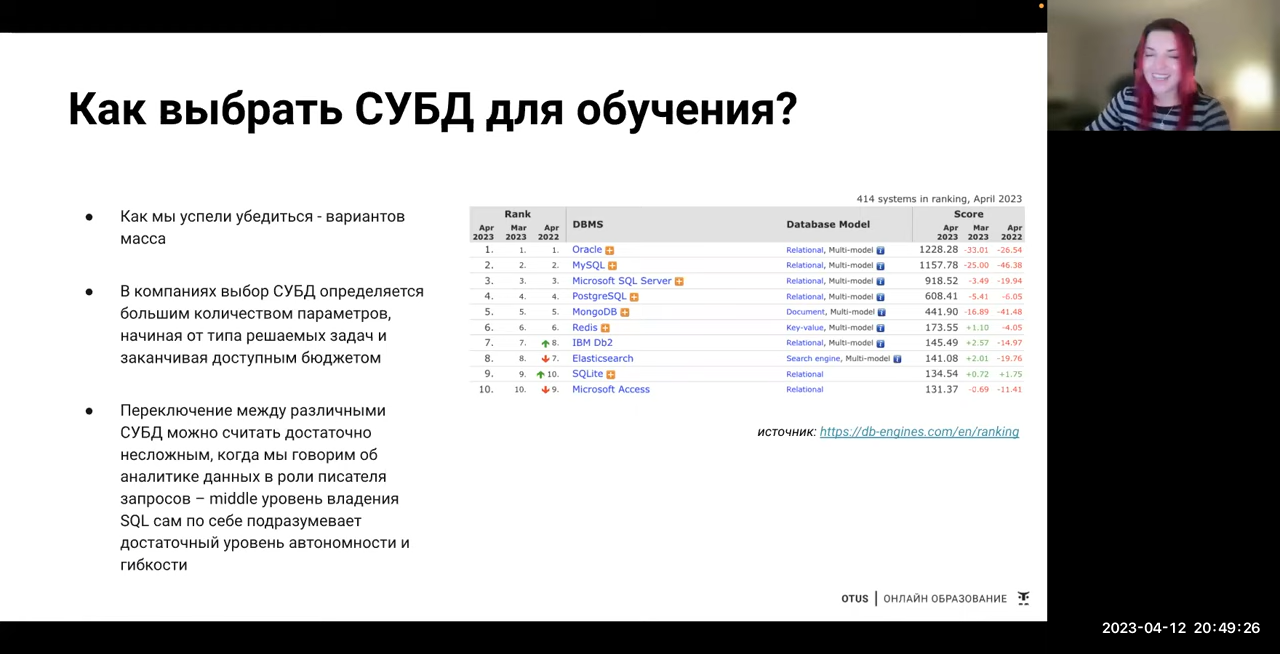 Как выбрать СУБД для обучения?
● Как мы успели убедиться - вариантов
масса
● В компаниях выбор СУБД определяется
большим количеством параметров,
начиная от типа решаемых задач и
заканчивая доступным бюджетом
● Переключение между различными
СУБД можно считать достаточно
несложным, когда мы говорим об
аналитике данных в роли писателя
запросов – middle уровень владения
SQL сам по себе подразумевает
достаточный уровень автономности и
гибкости
414 systems in ranking, April 2023
Rank DBMS Database Model Score
Apr 2023 Mar 2023 Apr 2022 Apr 2023 Mar 2023 Apr 2022
1. 1. 1. Oracle Relational, Multi-model 1228.28 -33.01 -26.54
2. 2. 2. MySQL Relational, Multi-model 1157.78 -25.00 -46.38
3. 3. 3. Microsoft SQL Server Relational, Multi-model 918.52 -3.49 -19.94
4. 4. 4. PostgreSQL Relational, Multi-model 608.41 -5.41 -6.05
5. 5. 5. MongoDB Document, Multi-model 441.90 -16.89 -41.48
6. 6. 6. Redis Key-value, Multi-model 173.55 +1.10 -4.05
7. 7. 8. IBM Db2 Relational, Multi-model 145.49 +2.57 -14.97
8. 8. 7. Elasticsearch Search engine, Multi-model 141.08 +2.01 -19.76
9. 9. 10. SQLite Relational 134.54 +0.72 +1.75
10. 10. 9. Microsoft Access Relational 131.37 -0.69 -11.41
источник: https://db-engines.com/en/ranking
OTUS | ОНЛАЙН ОБРАЗОВАНИЕ
2023-04-12 20:49:26